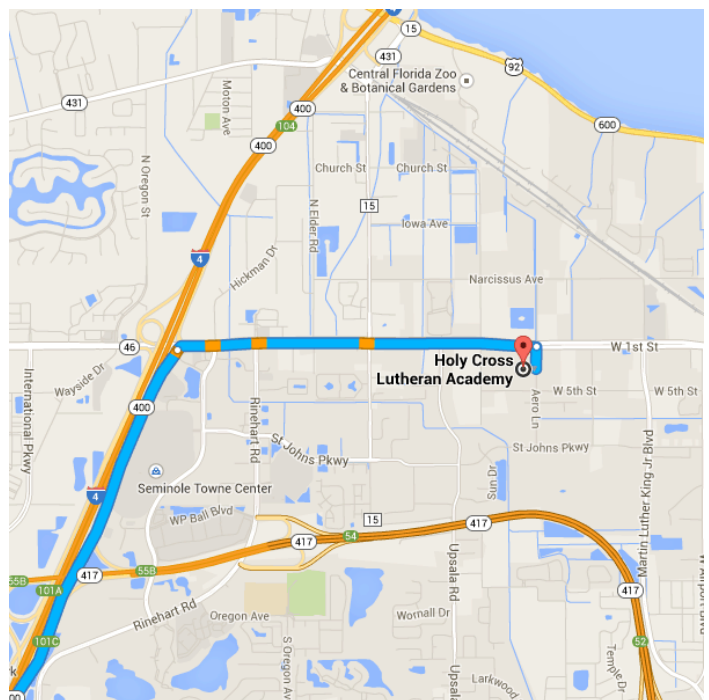 15
431
92
Central Florida Zoo
& Botanical Gardens
431
Moton Ave
400
104
400
600
N Oregon St
Church St
Church St
15
N Elder Rd
Iowa Ave
Hickman Dr
4
Narcissus Ave
46
W 1st St
Holy Cross
Lutheran Academy
Wayside Dr
International Pkwy
400
Rinehart Rd
Aero Ln
W 5th St
W 5th St
St Johns Pkwy
St Johns Pkwy
Seminole Towne Center
4
Sun Dr
Martin Luther King Jr Blvd
WP Ball Blvd
15
417
54
417
417
55B
55B
417
101A
417
Upsala Rd
Rinehart Rd
Oregon Ave
Wornall Dr
101C
52
S Oregon Ave
Temple Dr
Upsala
Larkwood
400